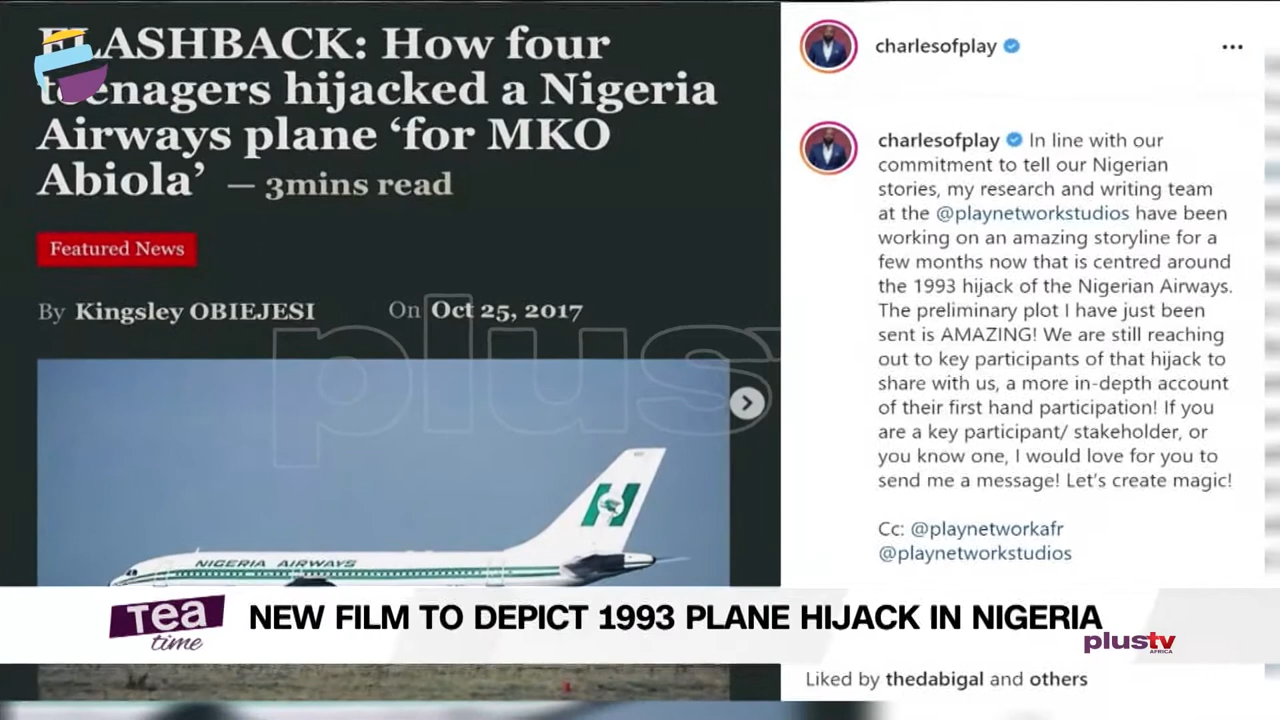 FLASHBACK: How four
teenagers hijacked a Nigeria
Airways plane ‘for MKO
Abiola’ — 3mins read
Featured News
By Kingsley OBIEJESI On Oct 25, 2017
plus
NIGERIA AIRWAYS
charlesofplay
charlesofplay In line with our
commitment to tell our Nigerian
stories, my research and writing team
at the @playnetworkstudios have been
working on an amazing storyline for a
few months now that is centred around
the 1993 hijack of the Nigerian Airways.
The preliminary plot I have just been
sent is AMAZING! We are still reaching
out to key participants of that hijack to
share with us, a more in-depth account
of their first hand participation! If you
are a key participant/ stakeholder, or
you know one, I would love for you to
send me a message! Let’s create magic!
Cc: @playnetworkafr
@playnetworkstudios
Tea
time
NEW FILM TO DEPICT 1993 PLANE HIJACK IN NIGERIA
plustv
AFRICA
Liked by thedabigal and others